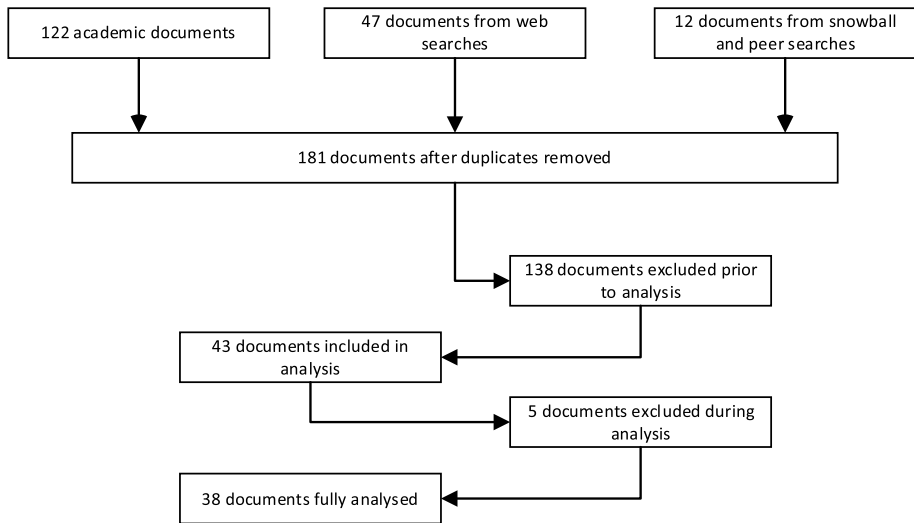 122 academic documents
47 documents from web
searches
12 documents from snowball
and peer searches
181 documents after duplicates removed
138 documents excluded prior
to analysis
43 documents included in
analysis
5 documents excluded during
analysis
38 documents fully analysed